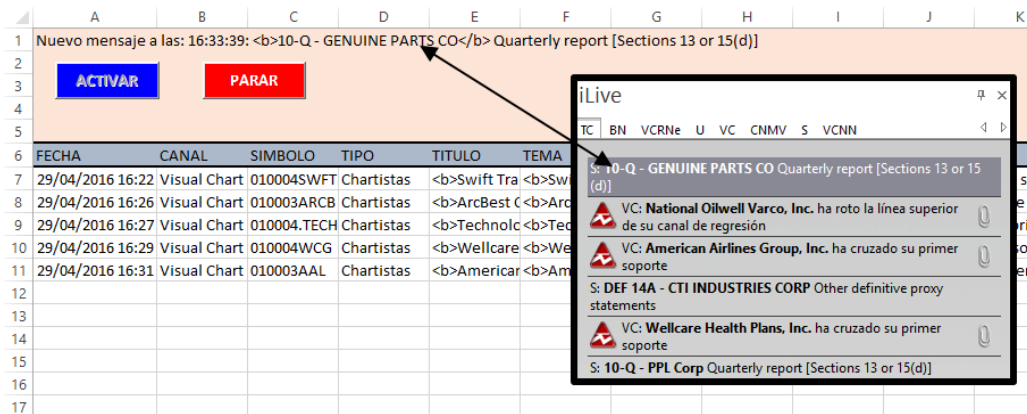 A B C D E F G H I J K
1 Nuevo mensaje a las: 16:33:39: <b>10-Q - GENUINE PARTS CO</b> Quarterly report [Sections 13 or 15(d)]
2
3 ACTIVAR PARAR
4
5
6 FECHA CANAL SIMBOLO TIPO TITULO TEMA
7 29/04/2016 16:22 Visual Chart 010004SWFT Chartistas <b>Swift Tra <b>Swi
8 29/04/2016 16:26 Visual Chart 010003ARCB Chartistas <b>ArcBest <b>Arc
9 29/04/2016 16:27 Visual Chart 010004.TECH Chartistas <b>Technolo <b>Tec
10 29/04/2016 16:29 Visual Chart 010004WCG Chartistas <b>Wellcare <b>We
11 29/04/2016 16:31 Visual Chart 010003AAL Chartistas <b>American <b>Am
12
13
14
15
16
17
iLive
TC BN VCRNe U VC CNMV S VCNN
S: 10-Q - GENUINE PARTS CO Quarterly report [Sections 13 or 15
(d)]
VC: National Oilwell Varco, Inc. ha roto la línea superior
de su canal de regresión
VC: American Airlines Group, Inc. ha cruzado su primer
soporte
S: DEF 14A - CTI INDUSTRIES CORP Other definitive proxy
statements
VC: Wellcare Health Plans, Inc. ha cruzado su primer
soporte
S: 10-Q - PPL Corp Quarterly report [Sections 13 or 15(d)]